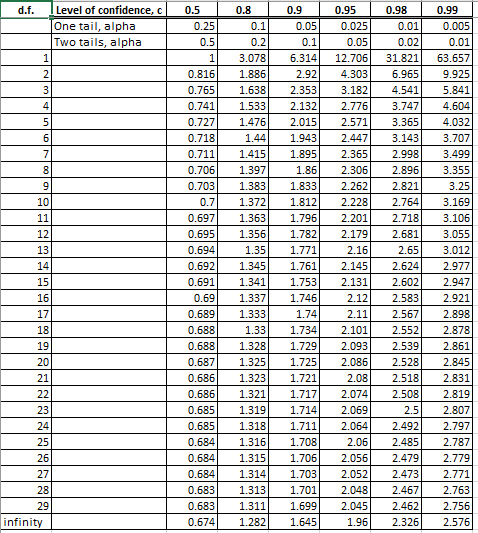 d.f. Level of confidence, c 0.5 0.8 0.9 0.95 0.98 0.99
One tail, alpha 0.25 0.1 0.05 0.025 0.01 0.005
Two tails, alpha 0.5 0.2 0.1 0.05 0.02 0.01
1 1 3.078 6.314 12.706 31.821 63.657
2 0.816 1.886 2.92 4.303 6.965 9.925
3 0.765 1.638 2.353 3.182 4.541 5.841
4 0.741 1.533 2.132 2.776 3.747 4.604
5 0.727 1.476 2.015 2.571 3.365 4.032
6 0.718 1.44 1.943 2.447 3.143 3.707
7 0.711 1.415 1.895 2.365 2.998 3.499
8 0.706 1.397 1.86 2.306 2.896 3.355
9 0.703 1.383 1.833 2.262 2.821 3.25
10 0.7 1.372 1.812 2.228 2.764 3.169
11 0.697 1.363 1.796 2.201 2.718 3.106
12 0.695 1.356 1.782 2.179 2.681 3.055
13 0.694 1.35 1.771 2.16 2.65 3.012
14 0.692 1.345 1.761 2.145 2.624 2.977
15 0.691 1.341 1.753 2.131 2.602 2.947
16 0.69 1.337 1.746 2.12 2.583 2.921
17 0.689 1.333 1.74 2.11 2.567 2.898
18 0.688 1.33 1.734 2.101 2.552 2.878
19 0.688 1.328 1.729 2.093 2.539 2.861
20 0.687 1.325 1.725 2.086 2.528 2.845
21 0.686 1.323 1.721 2.08 2.518 2.831
22 0.686 1.321 1.717 2.074 2.508 2.819
23 0.685 1.319 1.714 2.069 2.5 2.807
24 0.685 1.318 1.711 2.064 2.492 2.797
25 0.684 1.316 1.708 2.06 2.485 2.787
26 0.684 1.315 1.706 2.056 2.479 2.779
27 0.684 1.314 1.703 2.052 2.473 2.771
28 0.683 1.313 1.701 2.048 2.467 2.763
29 0.683 1.311 1.699 2.045 2.462 2.756
infinity 0.674 1.282 1.645 1.96 2.326 2.576